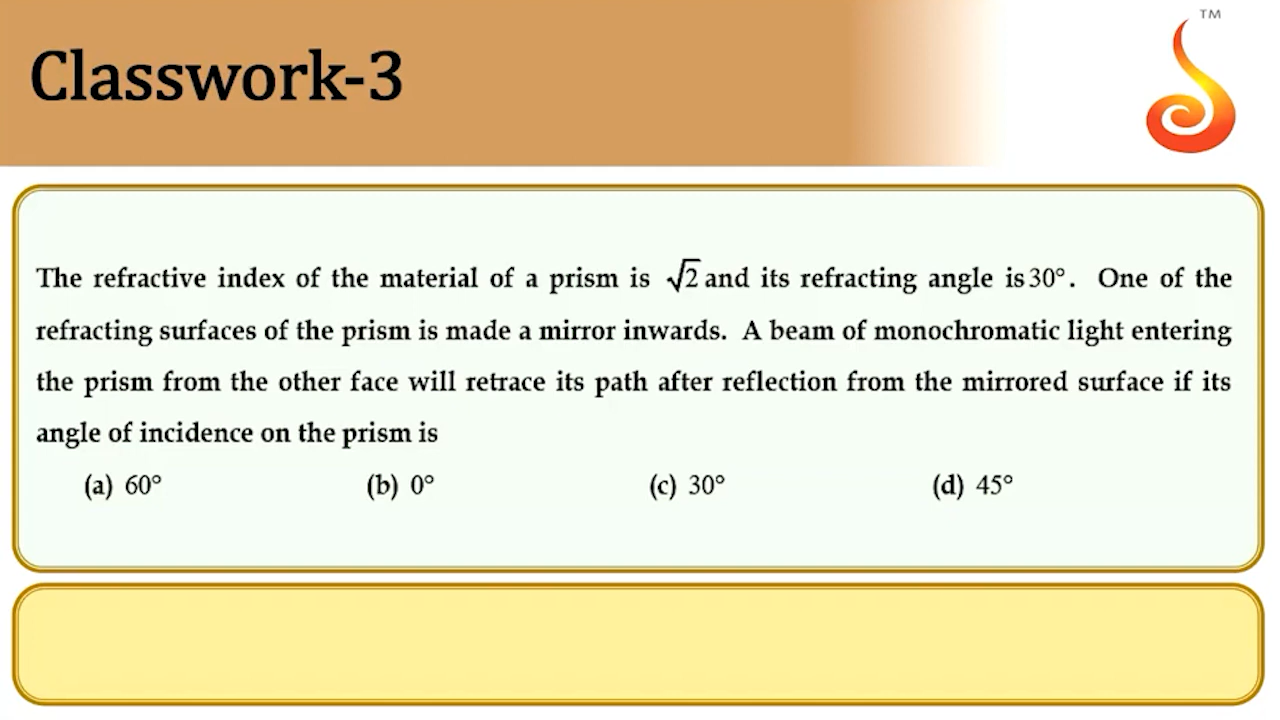 TM
Classwork-3
The refractive index of the material of a prism is √2 and its refracting angle is 30°. One of the
refracting surfaces of the prism is made a mirror inwards. A beam of monochromatic light entering
the prism from the other face will retrace its path after reflection from the mirrored surface if its
angle of incidence on the prism is
(a) 60° (b) 0° (c) 30° (d) 45°